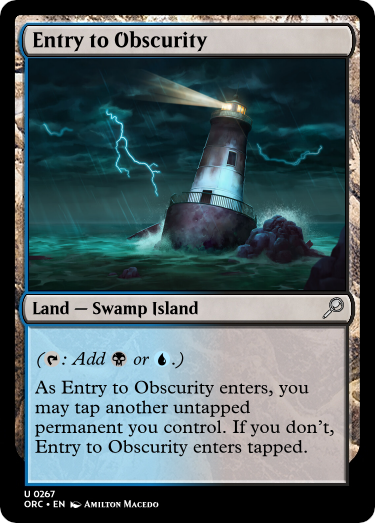 Entry to Obscurity
Land — Swamp Island
(: Add or .)
As Entry to Obscurity enters, you
may tap another untapped
permanent you control. If you don't,
Entry to Obscurity enters tapped.
U 0267
ORC • EN Amilton Macedo